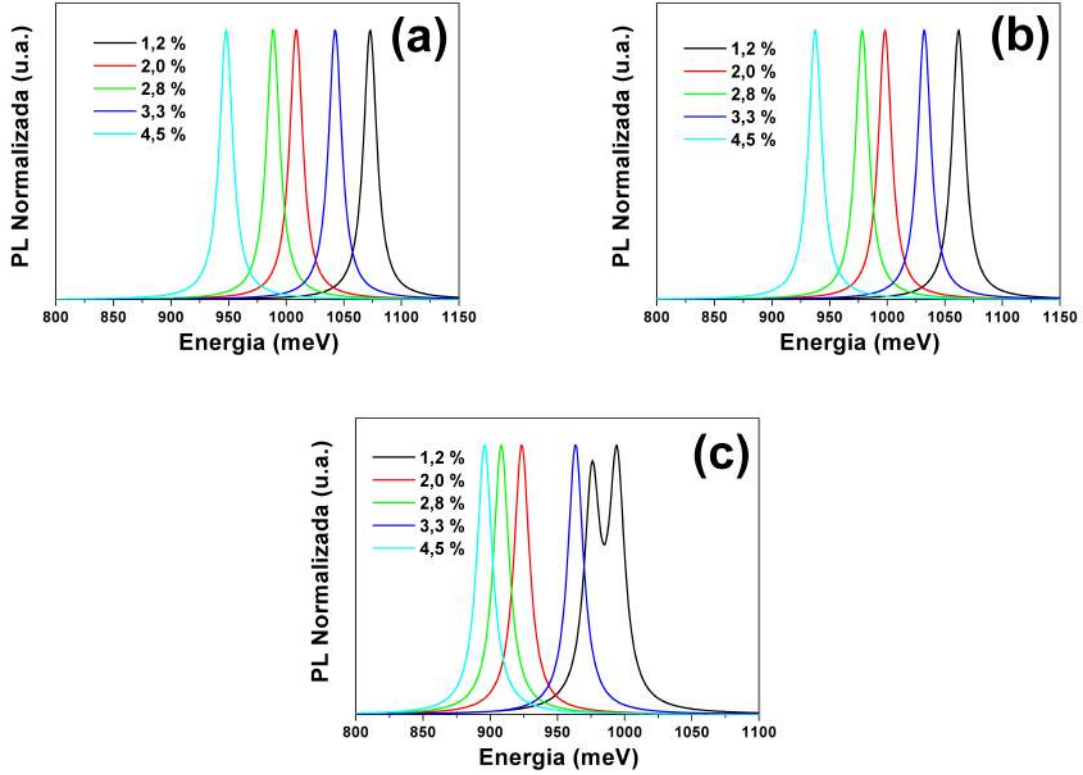 (a)
PL Normalizada (u.a.)
1,2 %
2,0 %
2,8 %
3,3 %
4,5 %
800 850 900 950 1000 1050 1100 1150
Energia (meV)
(b)
PL Normalizada (u.a.)
1,2 %
2,0 %
2,8 %
3,3 %
4,5 %
800 850 900 950 1000 1050 1100 1150
Energia (meV)
(c)
PL Normalizada (u.a.)
1,2 %
2,0 %
2,8 %
3,3 %
4,5 %
800 850 900 950 1000 1050 1100
Energia (meV)